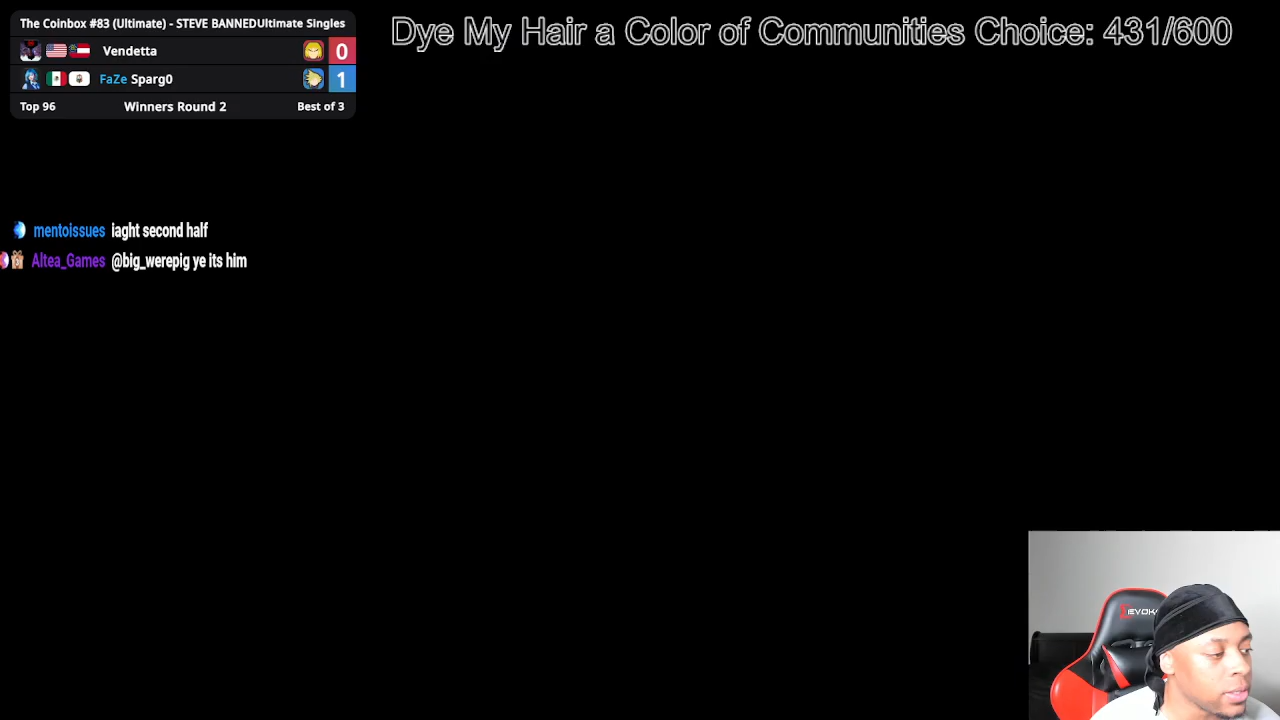 The Coinbox #83 (Ultimate) - STEVE BANNEDUltimate Singles
Vendetta 0
FaZe Sparg0 1
Top 96 Winners Round 2 Best of 3
Dye My Hair a Color of Communities Choice: 431/600
mentoissues iaght second half
Altea_Games @big_werepig ye its him